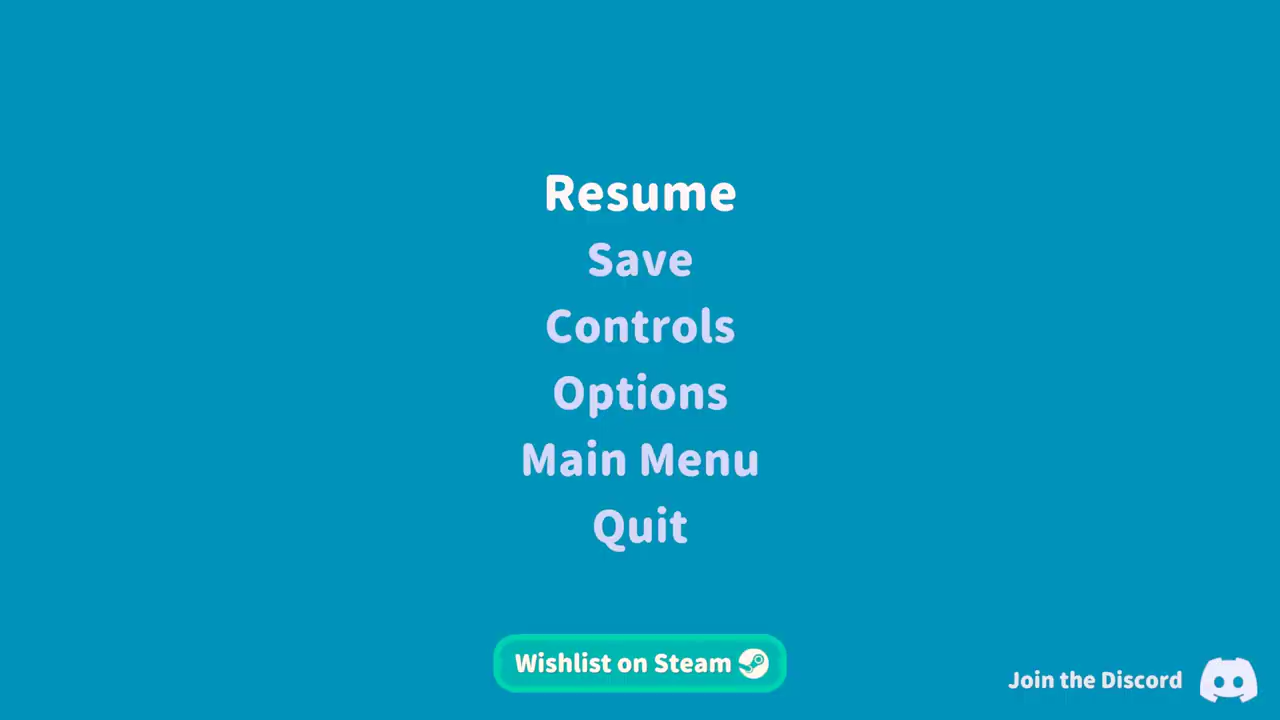 Resume
Save
Controls
Options
Main Menu
Quit
Wishlist on Steam
Join the Discord